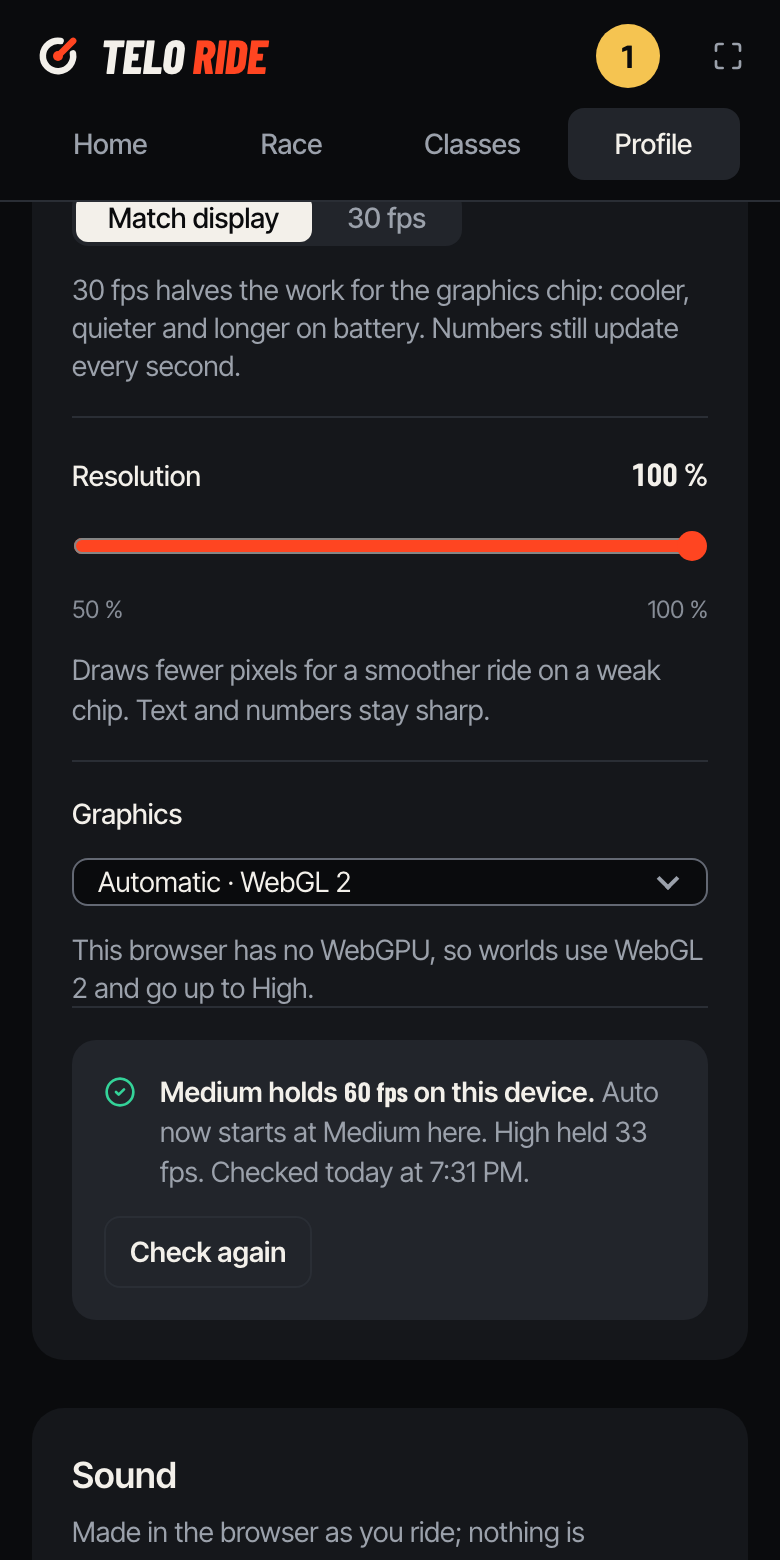 TELO RIDE
1
Home Race Classes Profile
Match display 30 fps
30 fps halves the work for the graphics chip: cooler,
quieter and longer on battery. Numbers still update
every second.
Resolution 100 %
50 % 100 %
Draws fewer pixels for a smoother ride on a weak
chip. Text and numbers stay sharp.
Graphics
Automatic · WebGL 2
This browser has no WebGPU, so worlds use WebGL
2 and go up to High.
Medium holds 60 fps on this device. Auto
now starts at Medium here. High held 33
fps. Checked today at 7:31 PM.
Check again
Sound
Made in the browser as you ride; nothing is